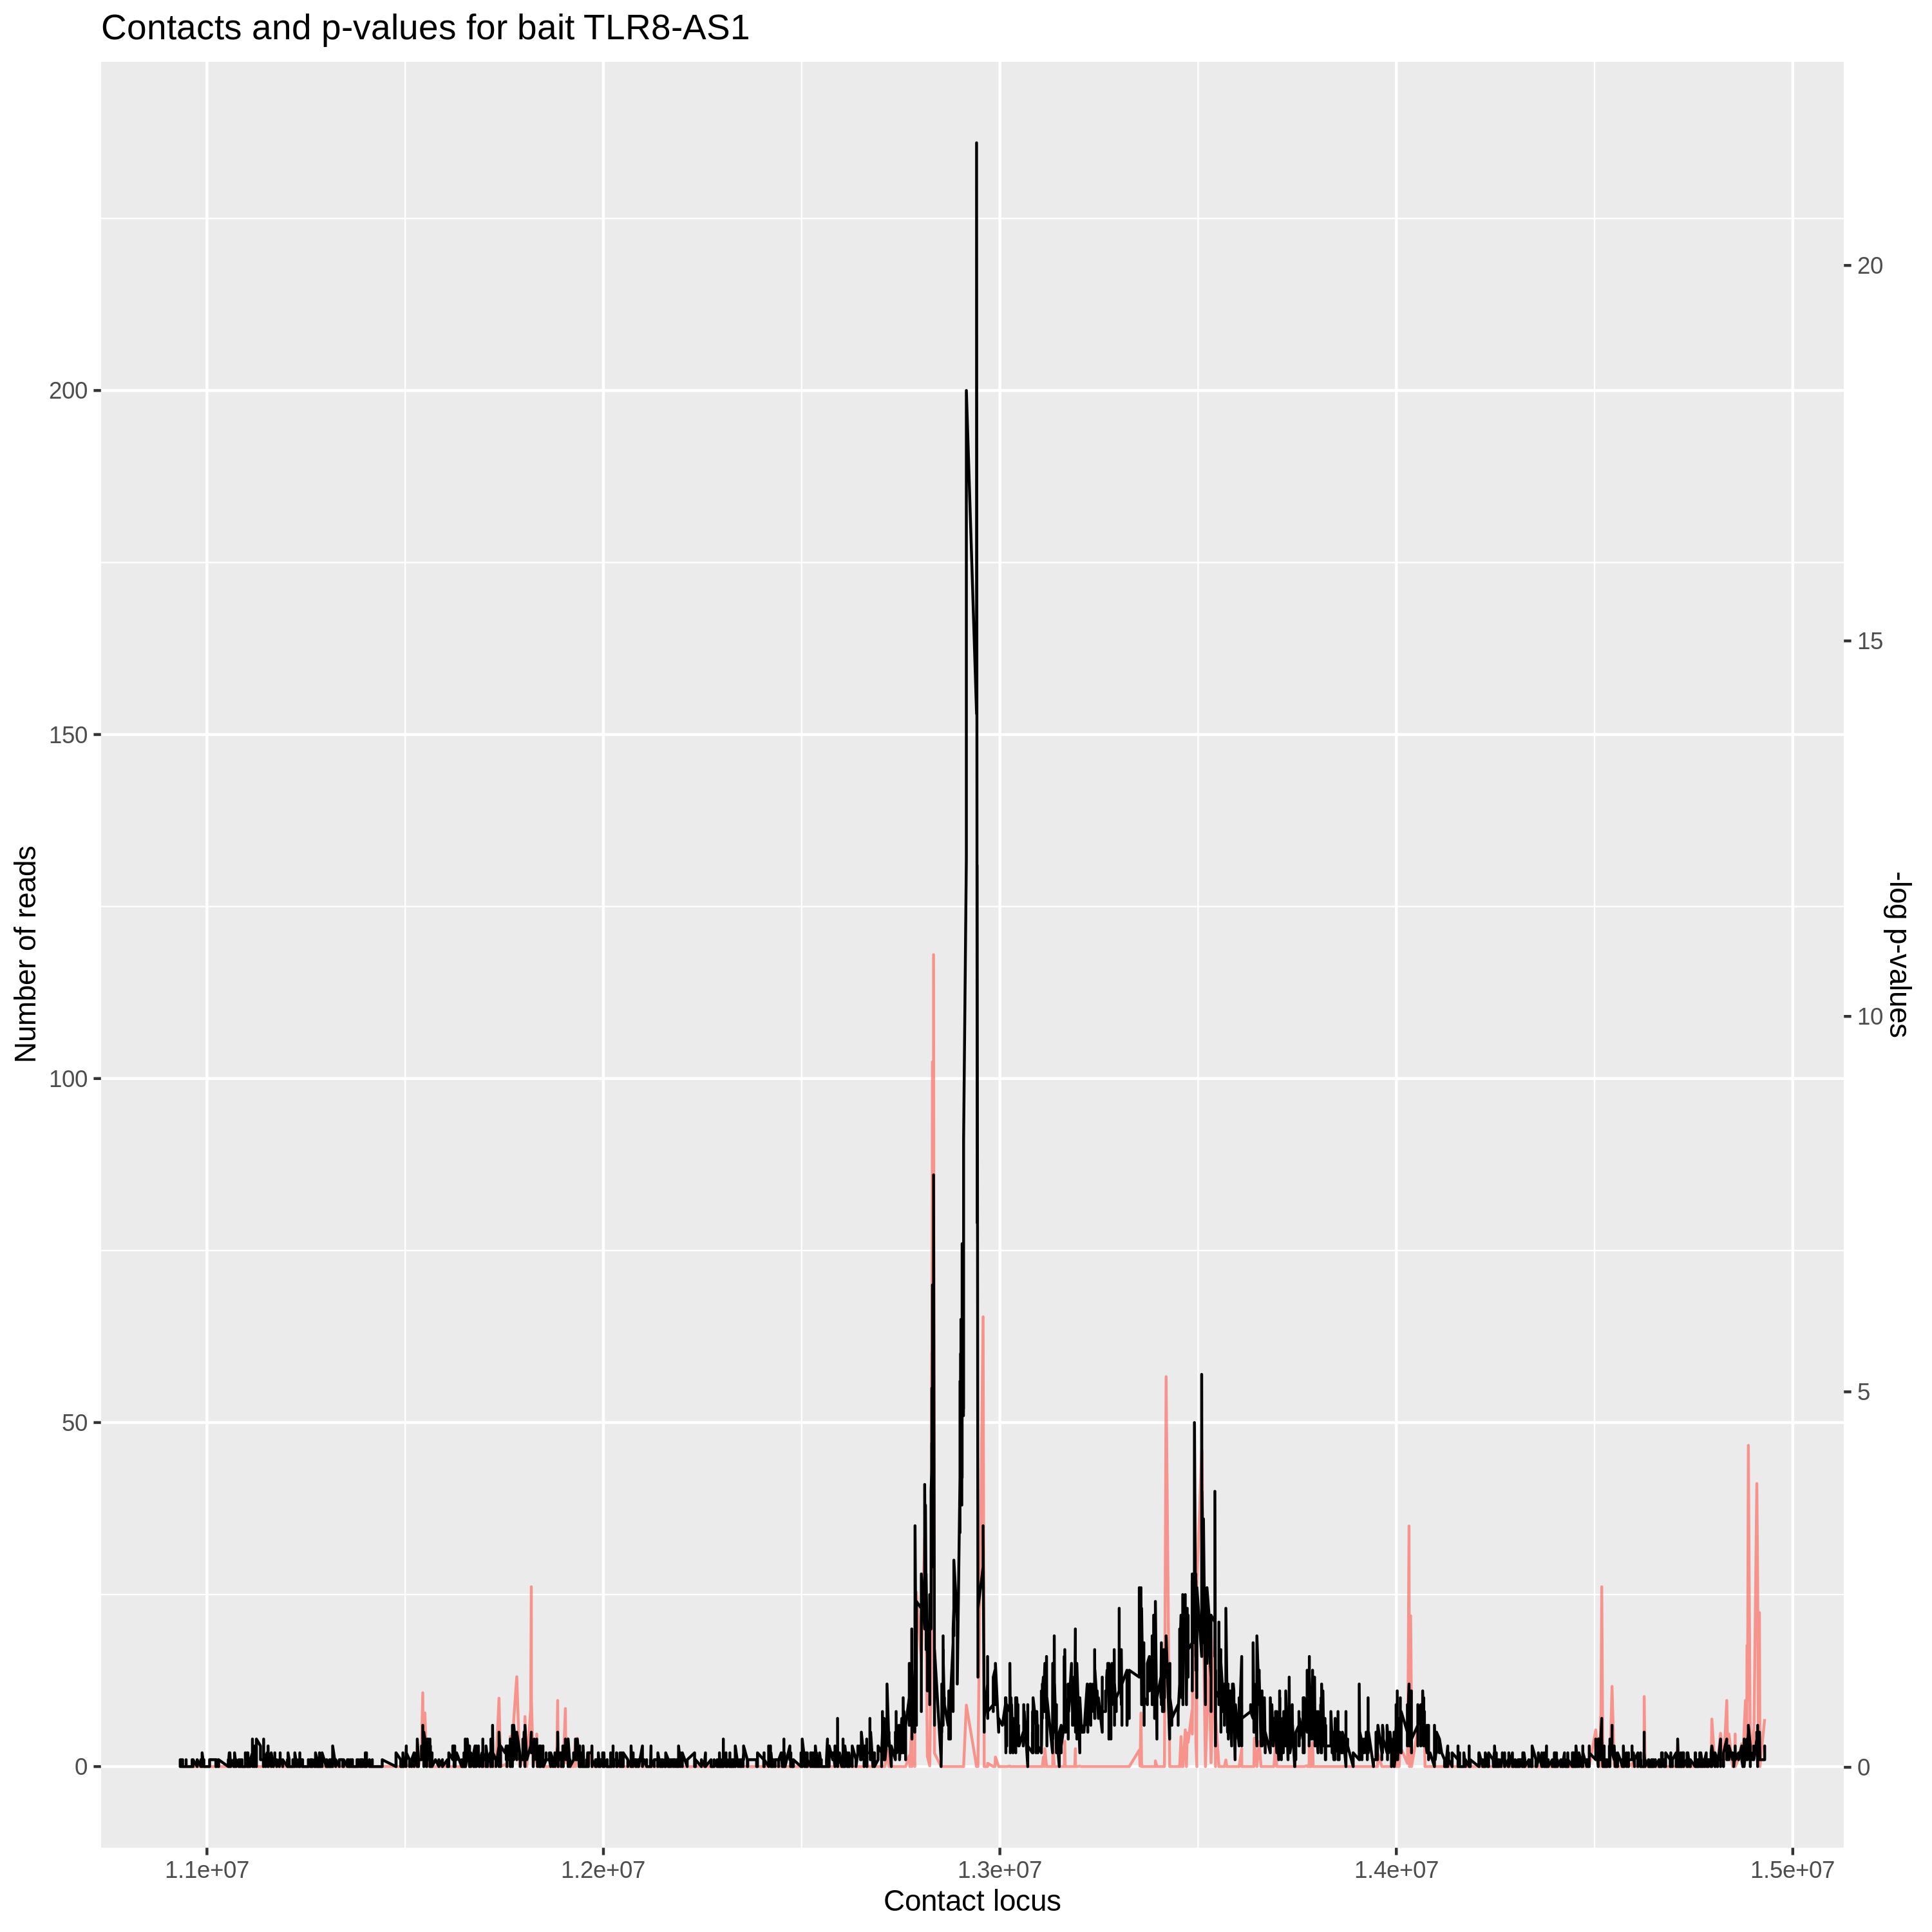 Contacts and p-values for bait TLR8-AS1
Number of reads
200
150
100
50
0
20
15
10
5
0
-log p-values
1.1e+07
1.2e+07
1.3e+07
1.4e+07
1.5e+07
Contact locus